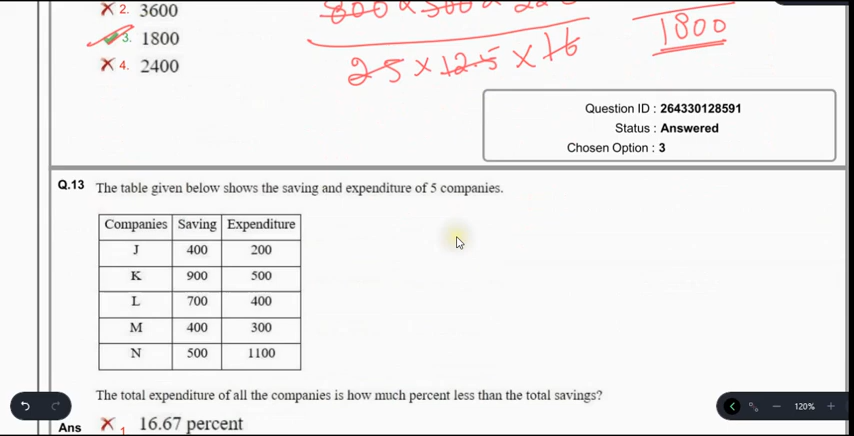 2. 3600
3. 1800
4. 2400
25 × 12.5 × 16
1800
Question ID : 264330128591
Status : Answered
Chosen Option : 3
Q.13 The table given below shows the saving and expenditure of 5 companies.
Companies Saving Expenditure
J 400 200
K 900 500
L 700 400
M 400 300
N 500 1100
The total expenditure of all the companies is how much percent less than the total savings?
Ans 1 16.67 percent
120%